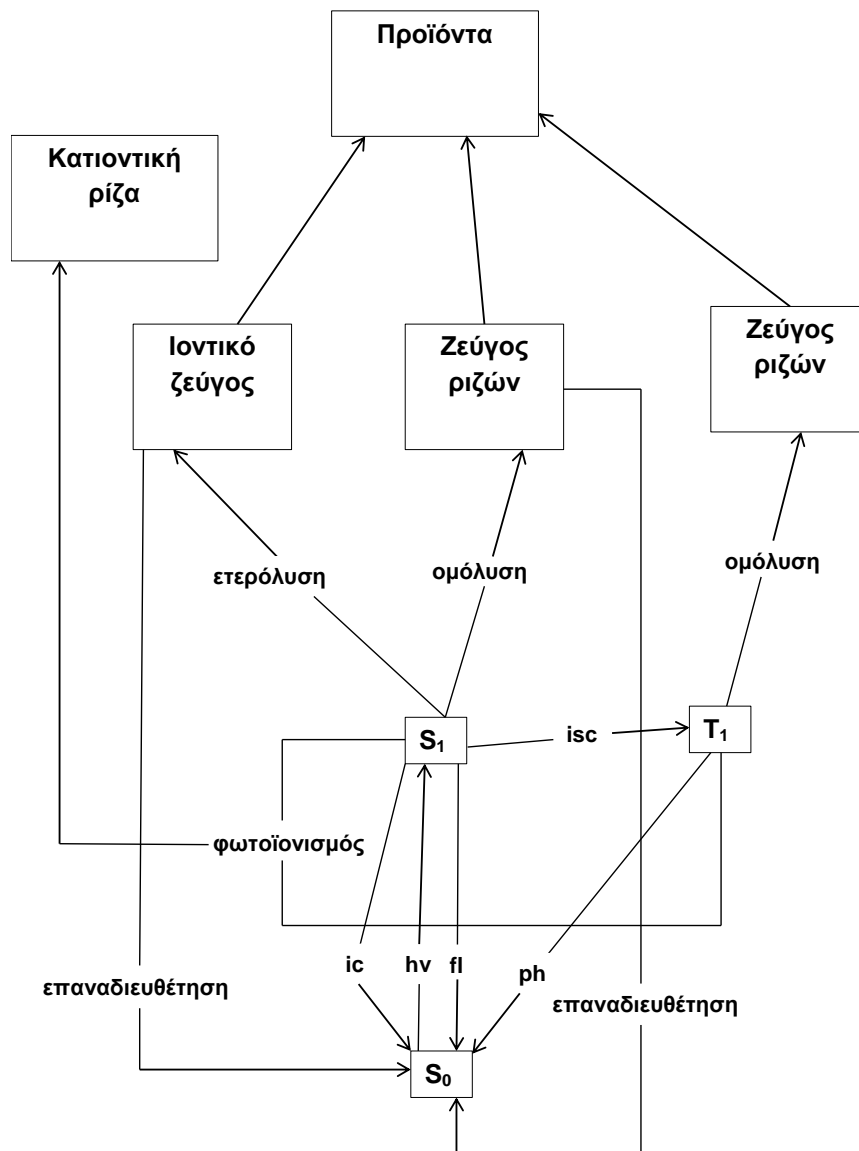 Προϊόντα
Κατιοντική
ρίζα
Ιοντικό
ζεύγος
Ζεύγος
ριζών
Ζεύγος
ριζών
ετερόλυση
ομόλυση
ομόλυση
S₁
isc
T₁
φωτοϊονισμός
ic
hν
fl
ph
επαναδιευθέτηση
επαναδιευθέτηση
S₀